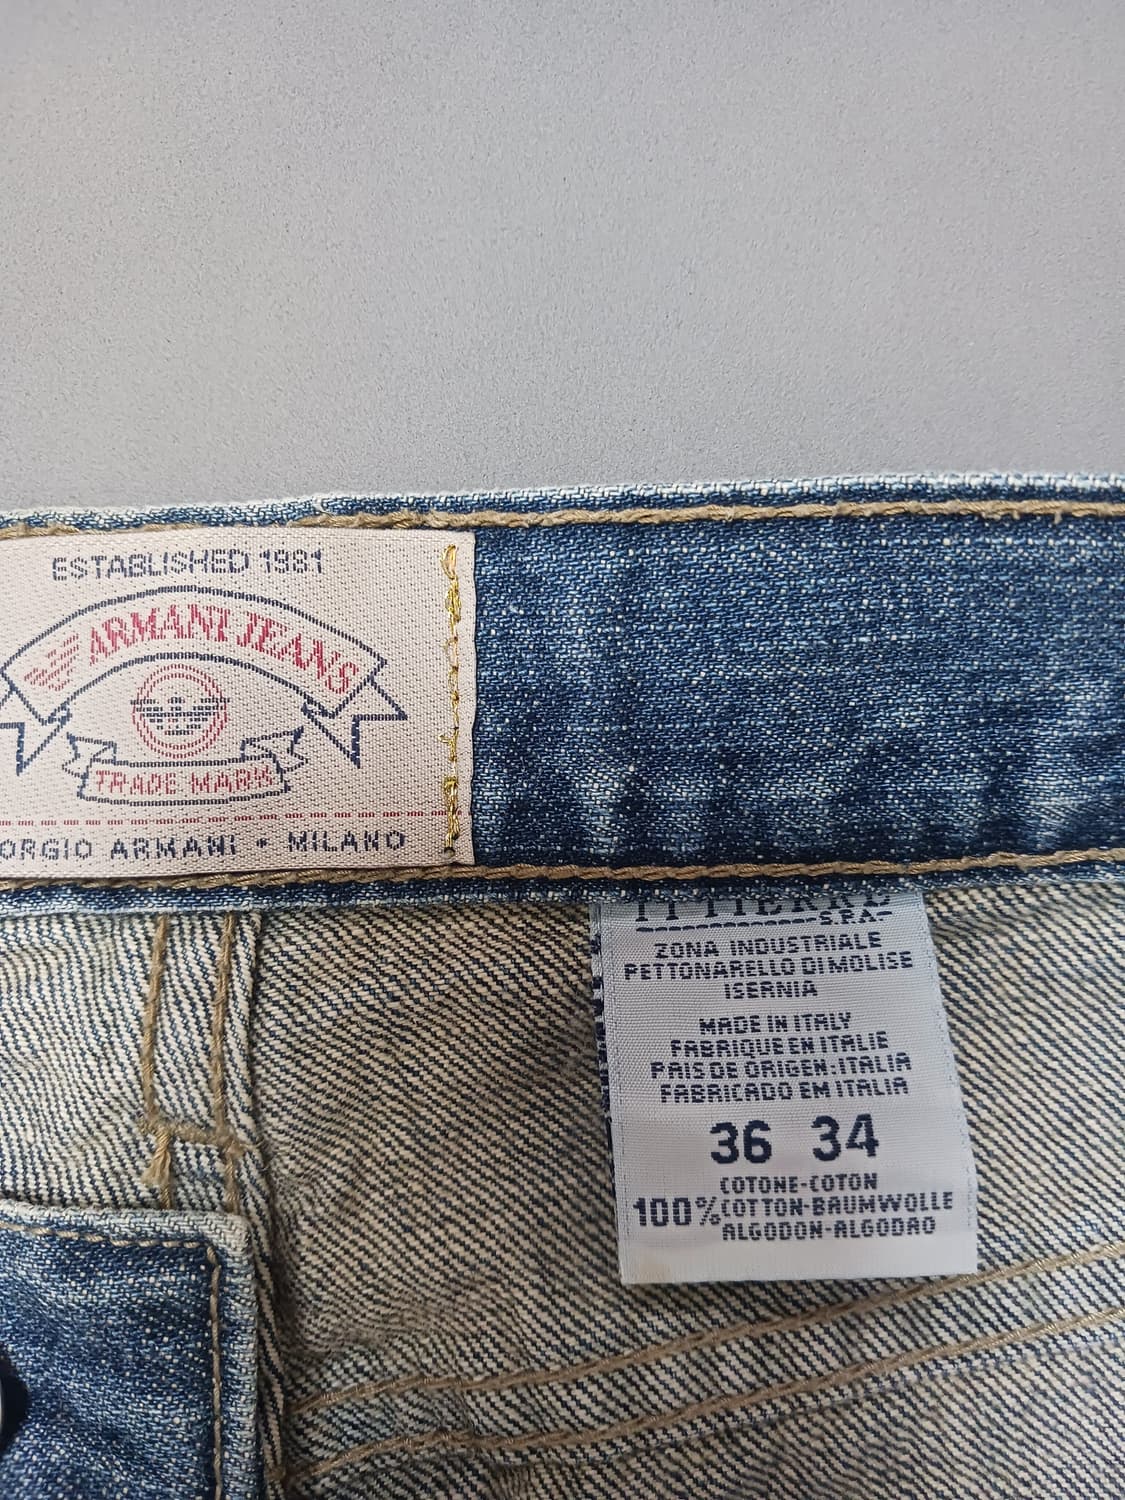 ESTABLISHED 1981
ARMANI JEANS
TRADE MARK
ORGIO ARMANI • MILANO
ITTIERRE
S.P.A-
ZONA INDUSTRIALE
PETTONARELLO DI MOLISE
ISERNIA
MADE IN ITALY
FABRIQUE EN ITALIE
PAIS DE ORIGEN:ITALIA
FABRICADO EM ITALIA
36 34
COTONE-COTON
100% COTTON-BAUMWOLLE
ALGODON-ALGODAO